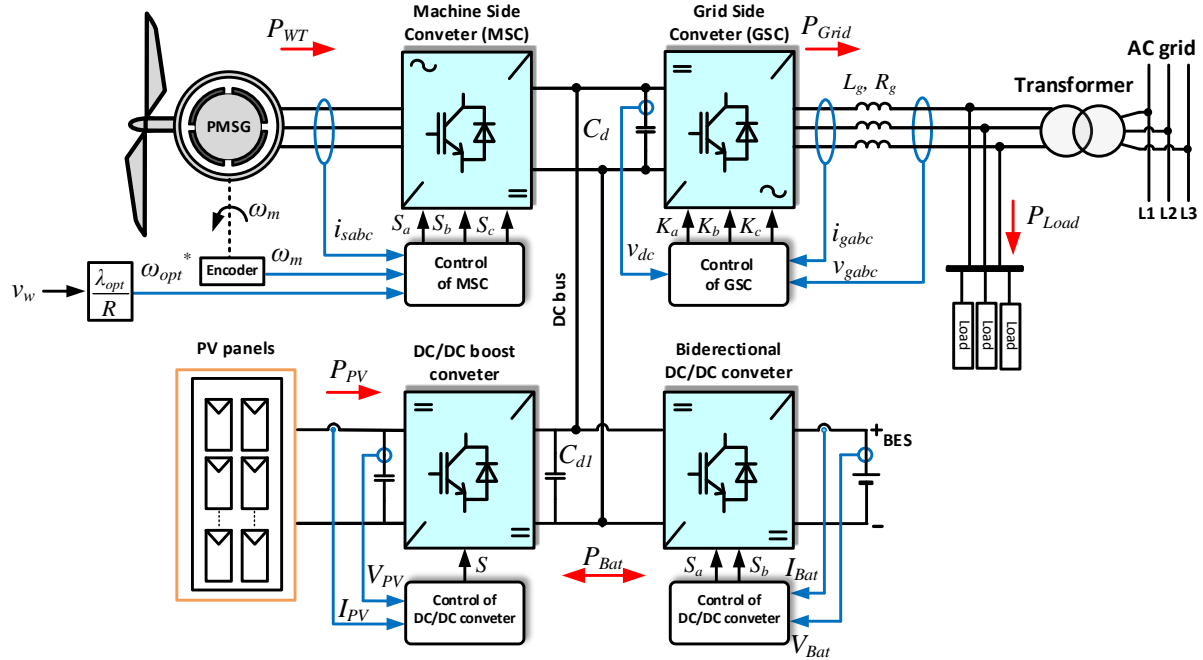 Machine Side
Conveter (MSC)
Grid Side
Conveter (GSC)
P_WT
P_Grid
AC grid
Transformer
L_g, R_g
PMSG
C_d
L1 L2 L3
ω_m
i_sabc
S_a S_b S_c
K_a K_b K_c
v_dc
i_gabc
v_gabc
P_Load
v_w
λ_opt
R
ω_opt*
Encoder
ω_m
Control
of MSC
Control
of GSC
DC bus
Load
Load
Load
PV panels
P_PV
DC/DC boost
conveter
Biderectional
DC/DC conveter
C_d1
+
BES
-
V_PV
I_PV
S
P_Bat
S_a S_b
I_Bat
V_Bat
Control of
DC/DC conveter
Control of
DC/DC conveter